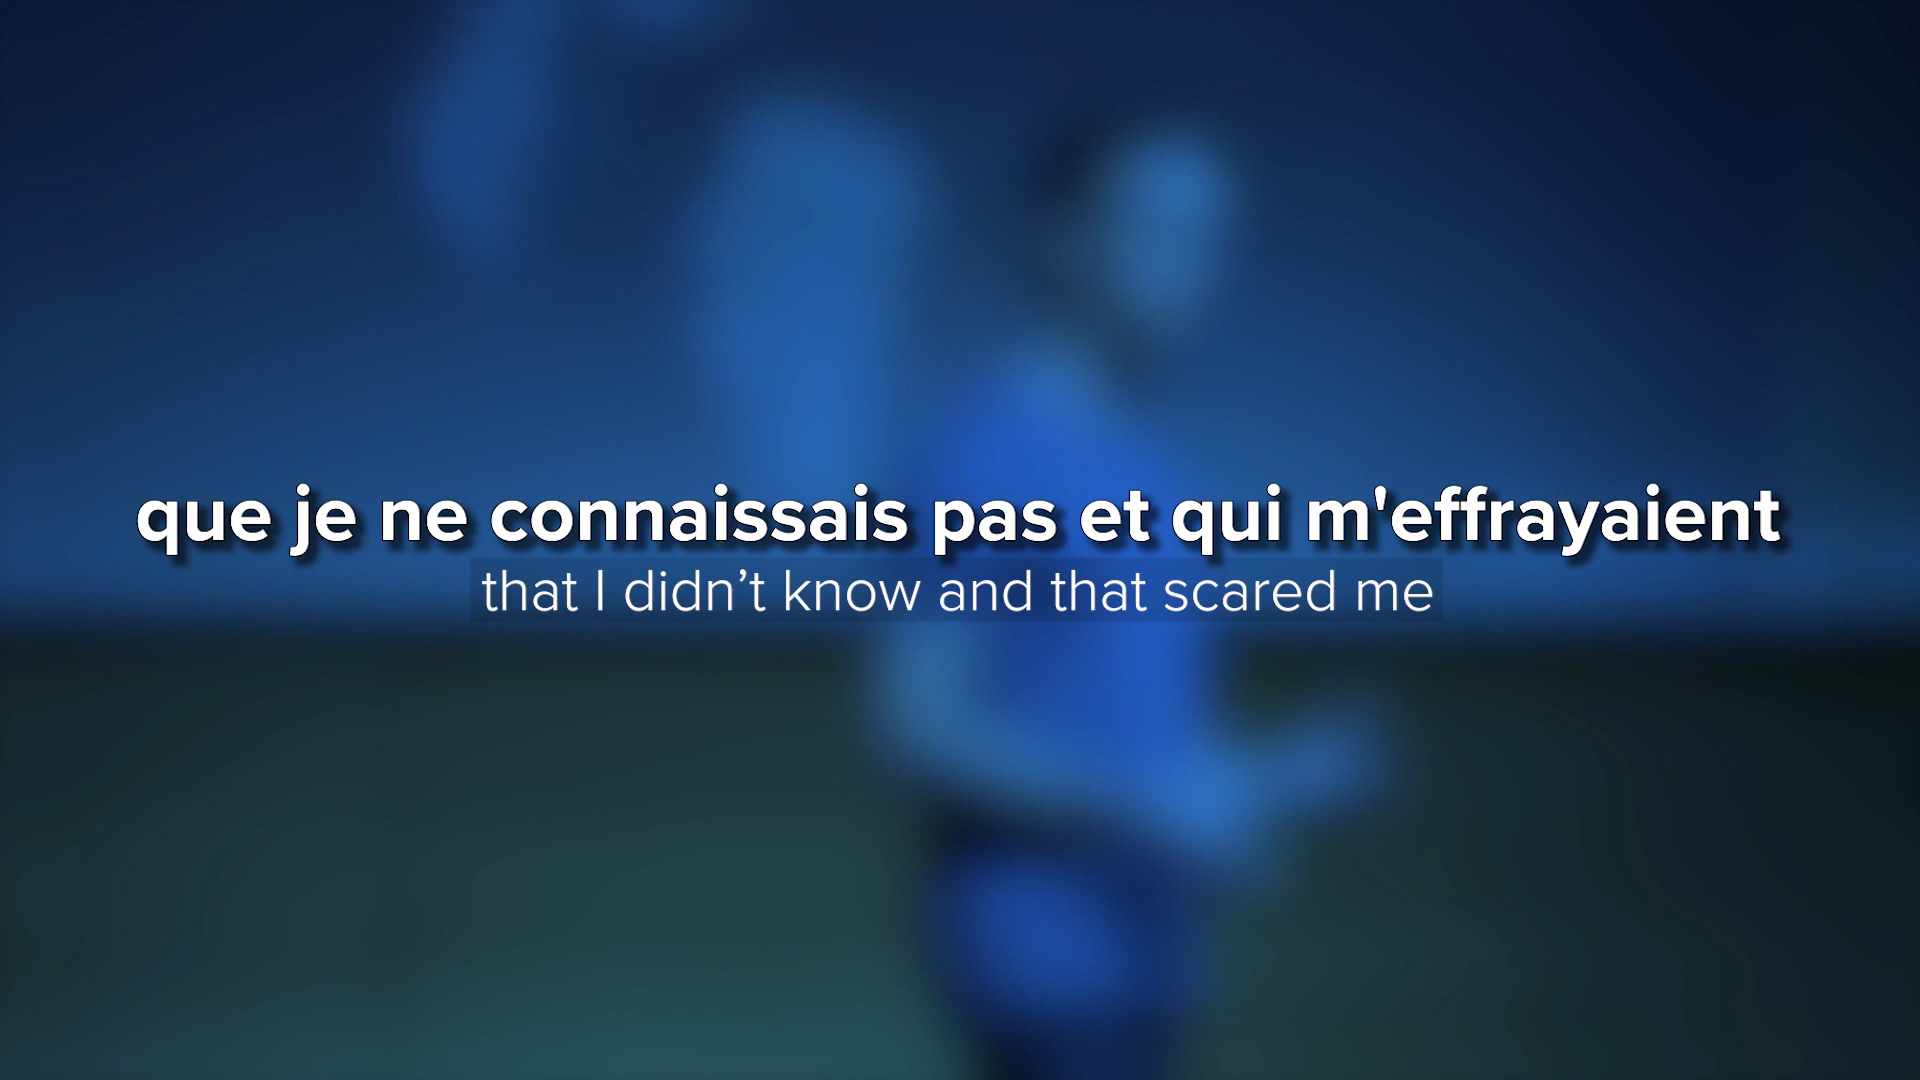 que je ne connaissais pas et qui m'effrayaient
that I didn’t know and that scared me